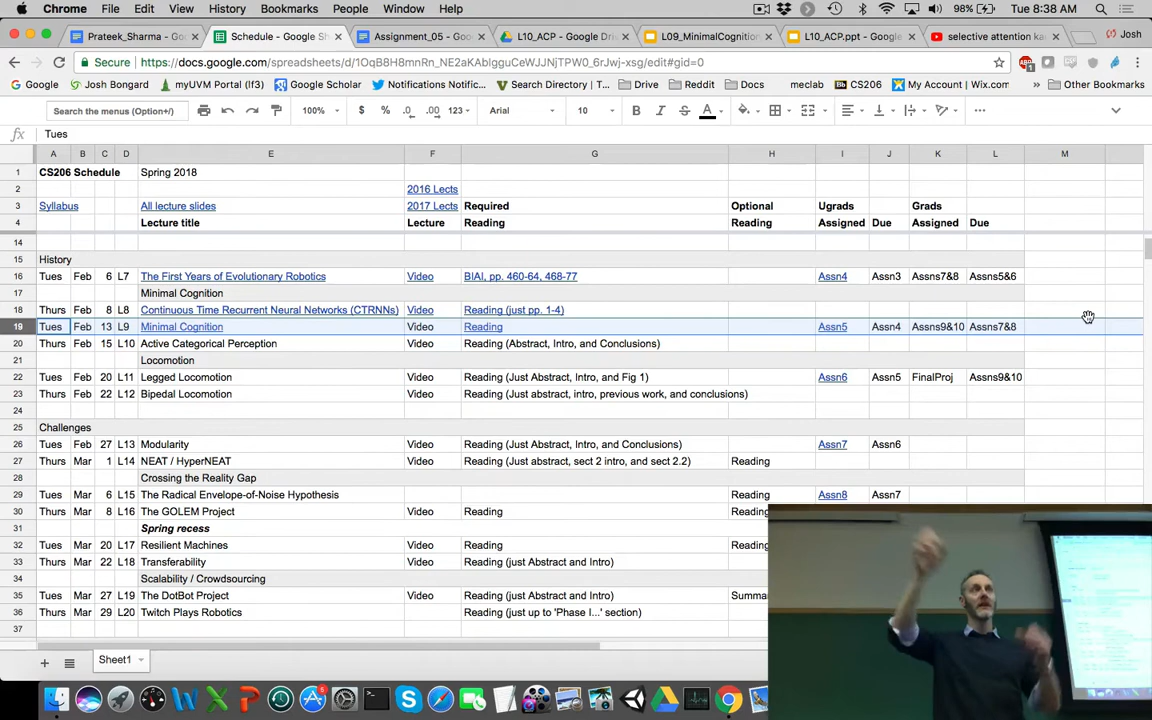 Chrome File Edit View History Bookmarks People Window Help 98% Tue 8:38 AM
Prateek_Sharma - Google Schedule - Google Sh Assignment_05 - Google L10_ACP - Google Drive L09_MinimalCognition L10_ACP.ppt - Google selective attention Josh
Secure https://docs.google.com/spreadsheets/d/ edit#gid=0
Google Josh Bongard myUVM Portal (lf3) Google Scholar Notifications Notific Search Directory | T Drive Reddit Docs meclab CS206 My Account | Wix.com Other Bookmarks
Search the menus (Option+/) 100% $ % .0 .00 123 Arial 10 B I S A
fx Tues
A B C D E F G H I J K L M
1 CS206 Schedule Spring 2018
2 2016 Lects
3 Syllabus All lecture slides 2017 Lects Required Optional Ugrads Grads
4 Lecture title Lecture Reading Reading Assigned Due Assigned Due
14
15 History
16 Tues Feb 6 L7 The First Years of Evolutionary Robotics Video BIAI, pp. 460-64, 468-77 Assn4 Assn3 Assns7&8 Assns5&6
17 Minimal Cognition
18 Thurs Feb 8 L8 Continuous Time Recurrent Neural Networks (CTRNNs) Video Reading (just pp. 1-4)
19 Tues Feb 13 L9 Minimal Cognition Video Reading Assn5 Assn4 Assns9&10 Assns7&8
20 Thurs Feb 15 L10 Active Categorical Perception Video Reading (Abstract, Intro, and Conclusions)
21 Locomotion
22 Tues Feb 20 L11 Legged Locomotion Video Reading (Just Abstract, Intro, and Fig 1) Assn6 Assn5 FinalProj Assns9&10
23 Thurs Feb 22 L12 Bipedal Locomotion Video Reading (Just abstract, intro, previous work, and conclusions)
24
25 Challenges
26 Tues Feb 27 L13 Modularity Video Reading (Just Abstract, Intro, and Conclusions) Assn7 Assn6
27 Thurs Mar 1 L14 NEAT / HyperNEAT Video Reading (Just abstract, sect 2 intro, and sect 2.2) Reading
28 Crossing the Reality Gap
29 Tues Mar 6 L15 The Radical Envelope-of-Noise Hypothesis Reading Assn8 Assn7
30 Thurs Mar 8 L16 The GOLEM Project Video Reading
31 Spring recess
32 Tues Mar 20 L17 Resilient Machines Video Reading
33 Thurs Mar 22 L18 Transferability Video Reading (just Abstract and Intro)
34 Scalability / Crowdsourcing
35 Tues Mar 27 L19 The DotBot Project Video Reading (just Abstract and Intro)
36 Thurs Mar 29 L20 Twitch Plays Robotics Reading (just up to 'Phase I...' section)
37
Sheet1